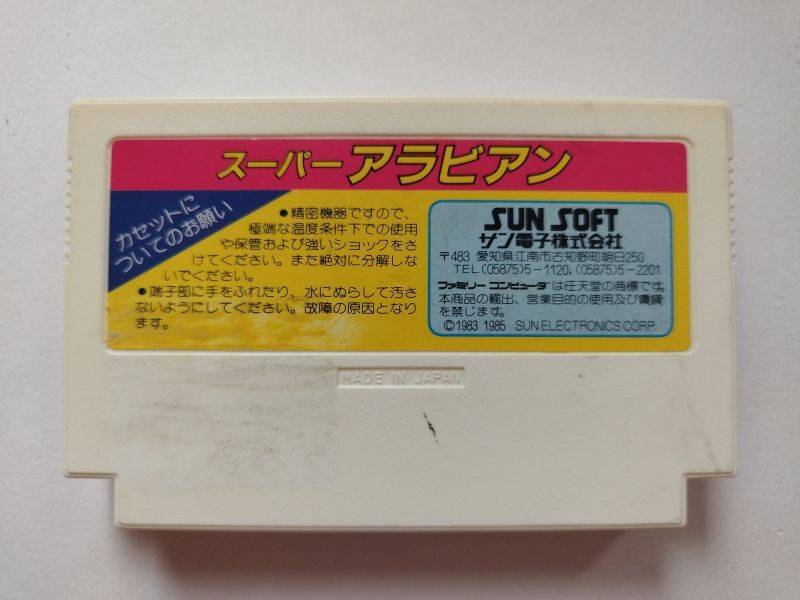 スーパーアラビアン
カセットに
ついてのお願い
●精密機器ですので、
極端な温度条件下での使用
や保管および強いショックをさ
けてください。また絶対に分解しな
いでください。
●端子部に手をふれたり、水にぬらして汚さ
ないようにしてください。故障の原因となり
ます。
SUN SOFT
サン電子株式会社
〒483 愛知県江南市古知野町朝日250
TEL(05875)5-1120,(05875)5-2201
ファミリーコンピュータは任天堂の商標です。
本商品の輸出、営業目的の使用及び賃貸
を禁じます。
©1983 1985 SUN ELECTRONICS CORP.
MADE IN JAPAN